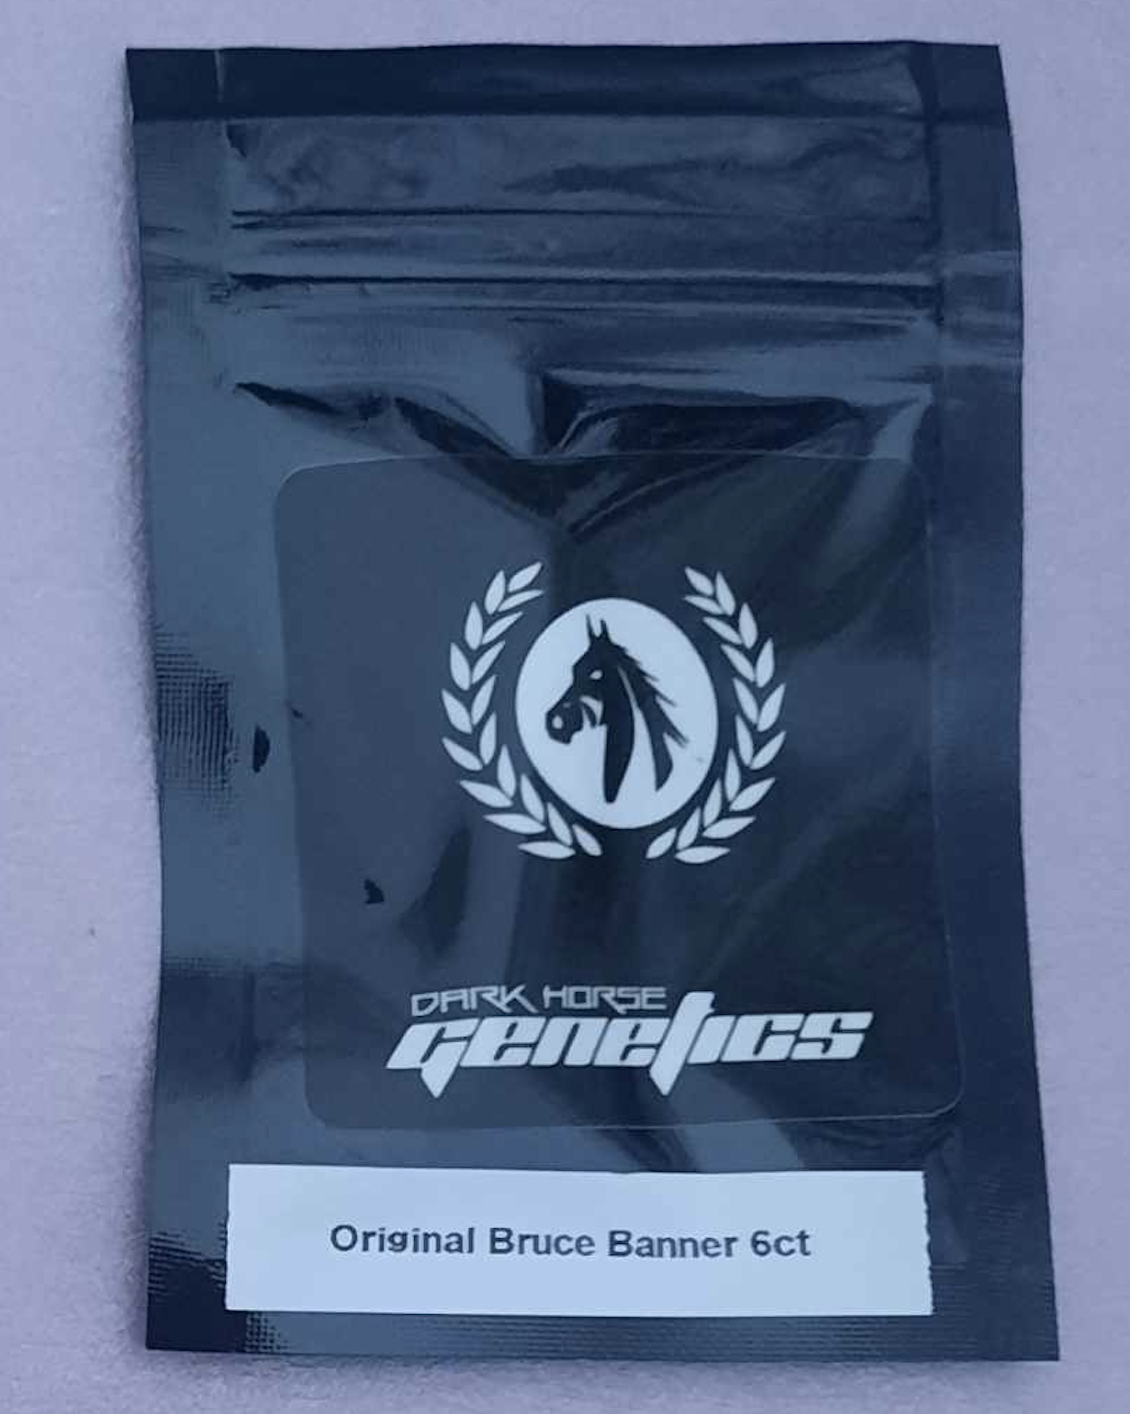 DARK HORSE
Genetics
Original Bruce Banner 6ct